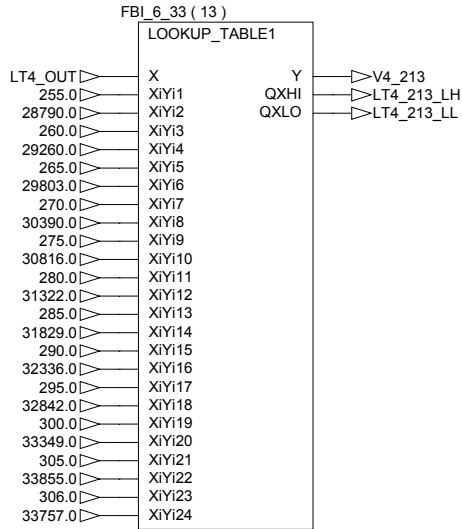 FBI_6_33 ( 13 )
LOOKUP_TABLE1
LT4_OUT X Y V4_213
255.0 XiYi1 QXHI LT4_213_LH
28790.0 XiYi2 QXLO LT4_213_LL
260.0 XiYi3
29260.0 XiYi4
265.0 XiYi5
29803.0 XiYi6
270.0 XiYi7
30390.0 XiYi8
275.0 XiYi9
30816.0 XiYi10
280.0 XiYi11
31322.0 XiYi12
285.0 XiYi13
31829.0 XiYi14
290.0 XiYi15
32336.0 XiYi16
295.0 XiYi17
32842.0 XiYi18
300.0 XiYi19
33349.0 XiYi20
305.0 XiYi21
33855.0 XiYi22
306.0 XiYi23
33757.0 XiYi24